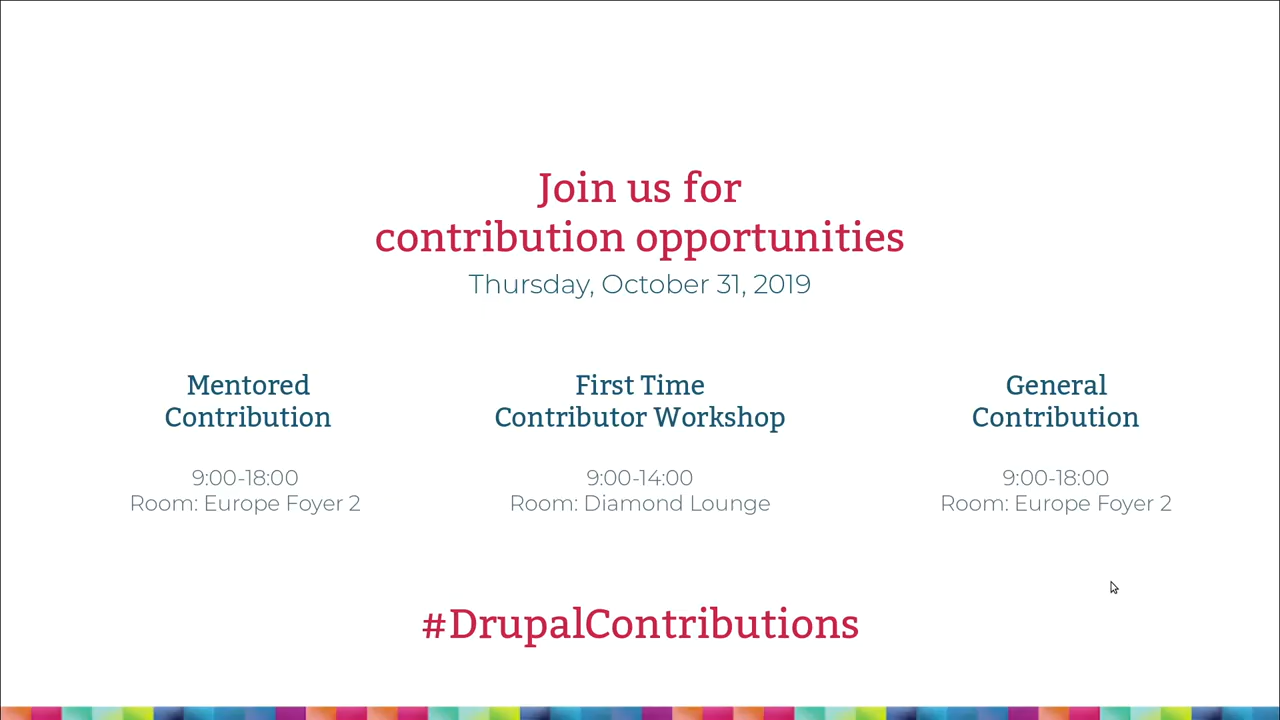 Join us for
contribution opportunities
Thursday, October 31, 2019
Mentored
Contribution
9:00-18:00
Room: Europe Foyer 2
First Time
Contributor Workshop
9:00-14:00
Room: Diamond Lounge
General
Contribution
9:00-18:00
Room: Europe Foyer 2
#DrupalContributions